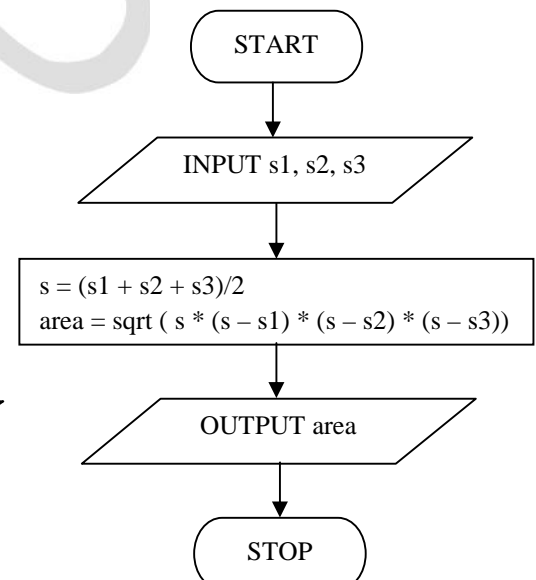 START
INPUT s1, s2, s3
s = (s1 + s2 + s3)/2
area = sqrt ( s * (s – s1) * (s – s2) * (s – s3))
OUTPUT area
STOP